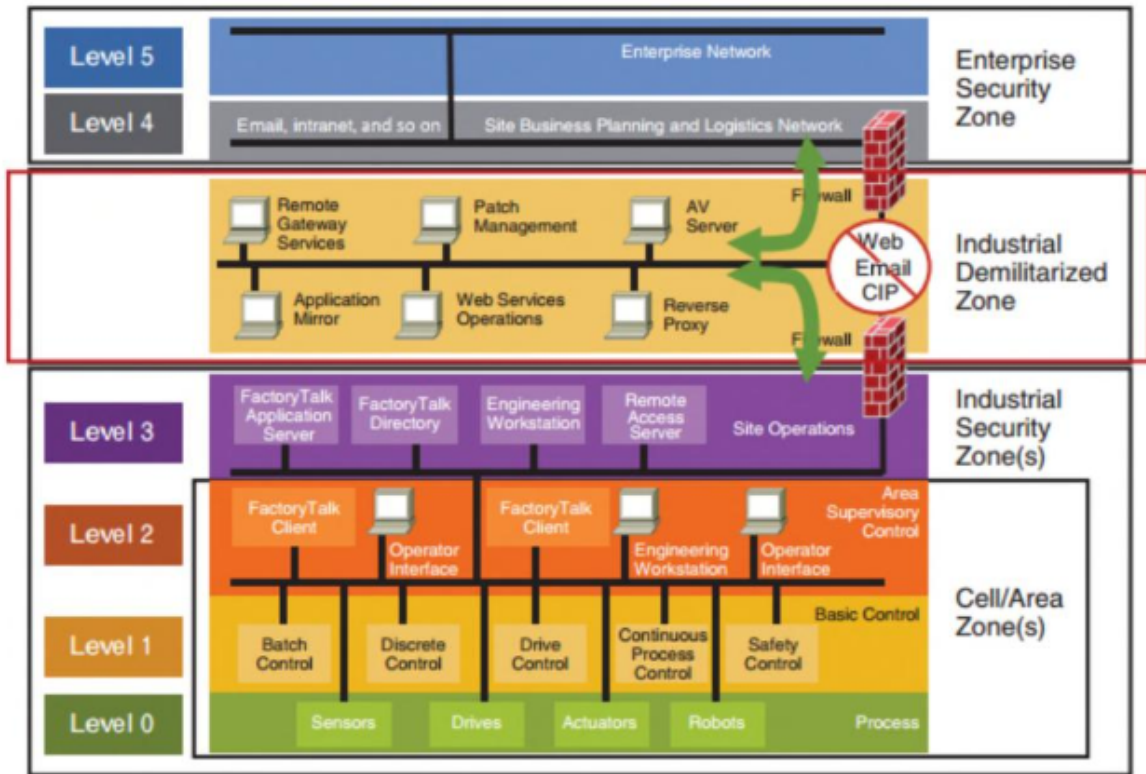 Level 5
Enterprise Network
Enterprise
Security
Zone
Level 4
Email, intranet, and so on
Site Business Planning and Logistics Network
Firewall
Remote
Gateway
Services
Patch
Management
AV
Server
Web
Email
CIP
Industrial
Demilitarized
Zone
Application
Mirror
Web Services
Operations
Reverse
Proxy
Firewall
Level 3
FactoryTalk
Application
Server
FactoryTalk
Directory
Engineering
Workstation
Remote
Access
Server
Site Operations
Industrial
Security
Zone(s)
Level 2
FactoryTalk
Client
Operator
Interface
FactoryTalk
Client
Engineering
Workstation
Operator
Interface
Area
Supervisory
Control
Cell/Area
Zone(s)
Level 1
Batch
Control
Discrete
Control
Drive
Control
Continuous
Process
Control
Safety
Control
Basic Control
Level 0
Sensors
Drives
Actuators
Robots
Process